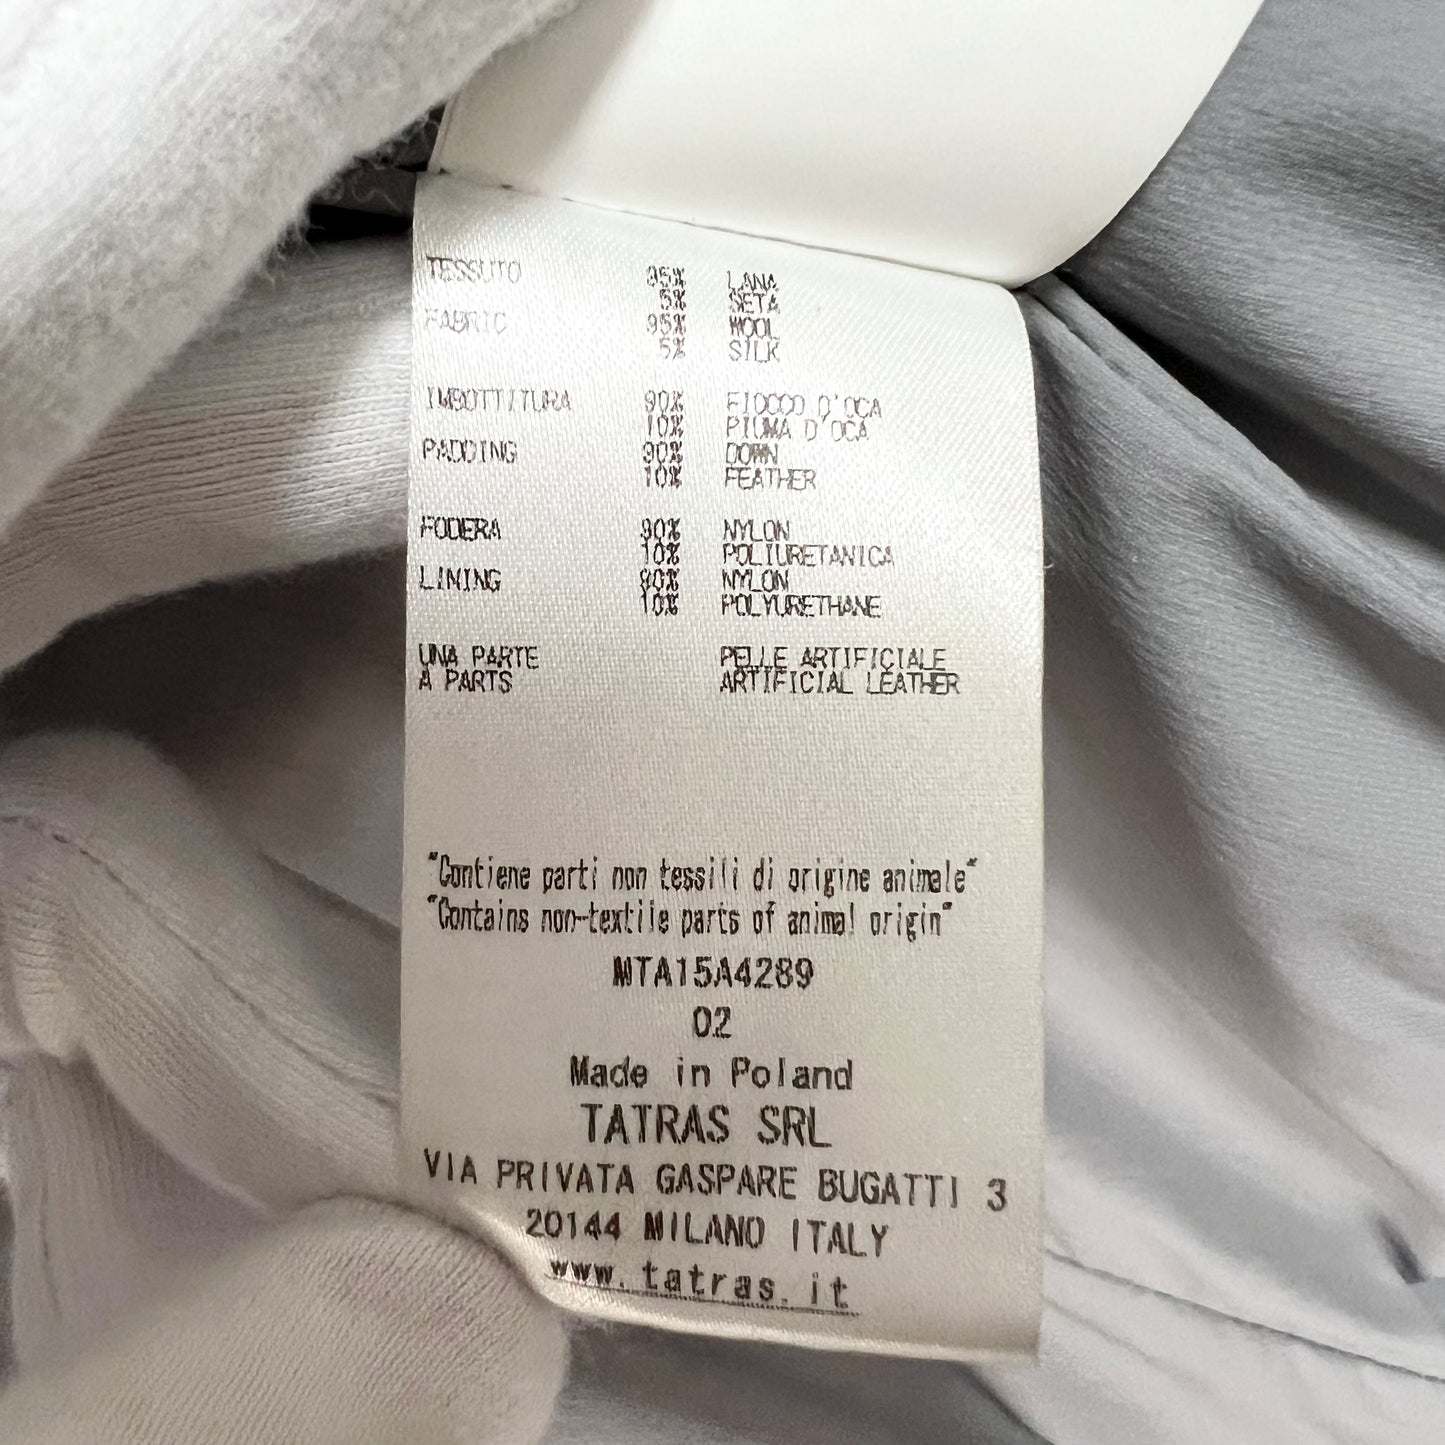 TESSUTO 95% LANA
5% SETA
FABRIC 95% WOOL
5% SILK
IMBOTTITURA 90% FIOCCO D'OCA
10% PIUMA D'OCA
PADDING 90% DOWN
10% FEATHER
FODERA 90% NYLON
10% POLIURETANICA
LINING 90% NYLON
10% POLYURETHANE
UNA PARTE PELLE ARTIFICIALE
A PARTS ARTIFICIAL LEATHER
"Contiene parti non tessili di origine animale"
"Contains non-textile parts of animal origin"
MTA15A4289
02
Made in Poland
TATRAS SRL
VIA PRIVATA GASPARE BUGATTI 3
20144 MILANO ITALY
www.tatras.it